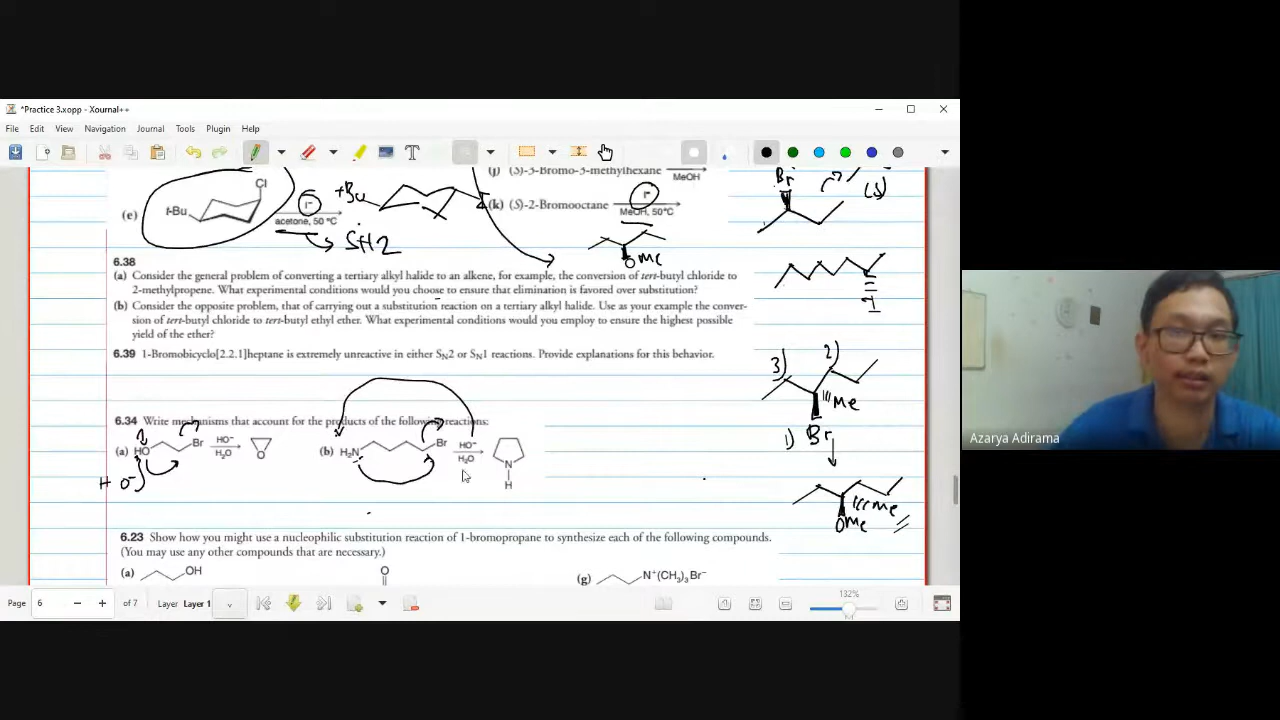 *Practice 3.xopp - Xournal++
File Edit View Navigation Journal Tools Plugin Help
(j) (S)-3-Bromo-3-methylhexane
MeOH
(k) (S)-2-Bromooctane
I⁻
MeOH, 50°C
OMe
(e)
Cl
t-Bu
I⁻
acetone, 50 °C
tBu
I
SN2
Br
(S)
I
6.38
(a) Consider the general problem of converting a tertiary alkyl halide to an alkene, for example, the conversion of tert-butyl chloride to
2-methylpropene. What experimental conditions would you choose to ensure that elimination is favored over substitution?
(b) Consider the opposite problem, that of carrying out a substitution reaction on a tertiary alkyl halide. Use as your example the conver-
sion of tert-butyl chloride to tert-butyl ethyl ether. What experimental conditions would you employ to ensure the highest possible
yield of the ether?
6.39 1-Bromobicyclo[2.2.1]heptane is extremely unreactive in either SN2 or SN1 reactions. Provide explanations for this behavior.
3)
2)
Me
1) Br
Me
OMe
6.34 Write mechanisms that account for the products of the following reactions:
(a) HO Br HO⁻ H₂O O
H O⁻
(b) H₂N Br HO⁻ H₂O N H
6.23 Show how you might use a nucleophilic substitution reaction of 1-bromopropane to synthesize each of the following compounds.
(You may use any other compounds that are necessary.)
(a) OH
O
(g) N⁺(CH₃)₃Br⁻
Page 6 of 7 Layer Layer 1
132%
Azarya Adirama